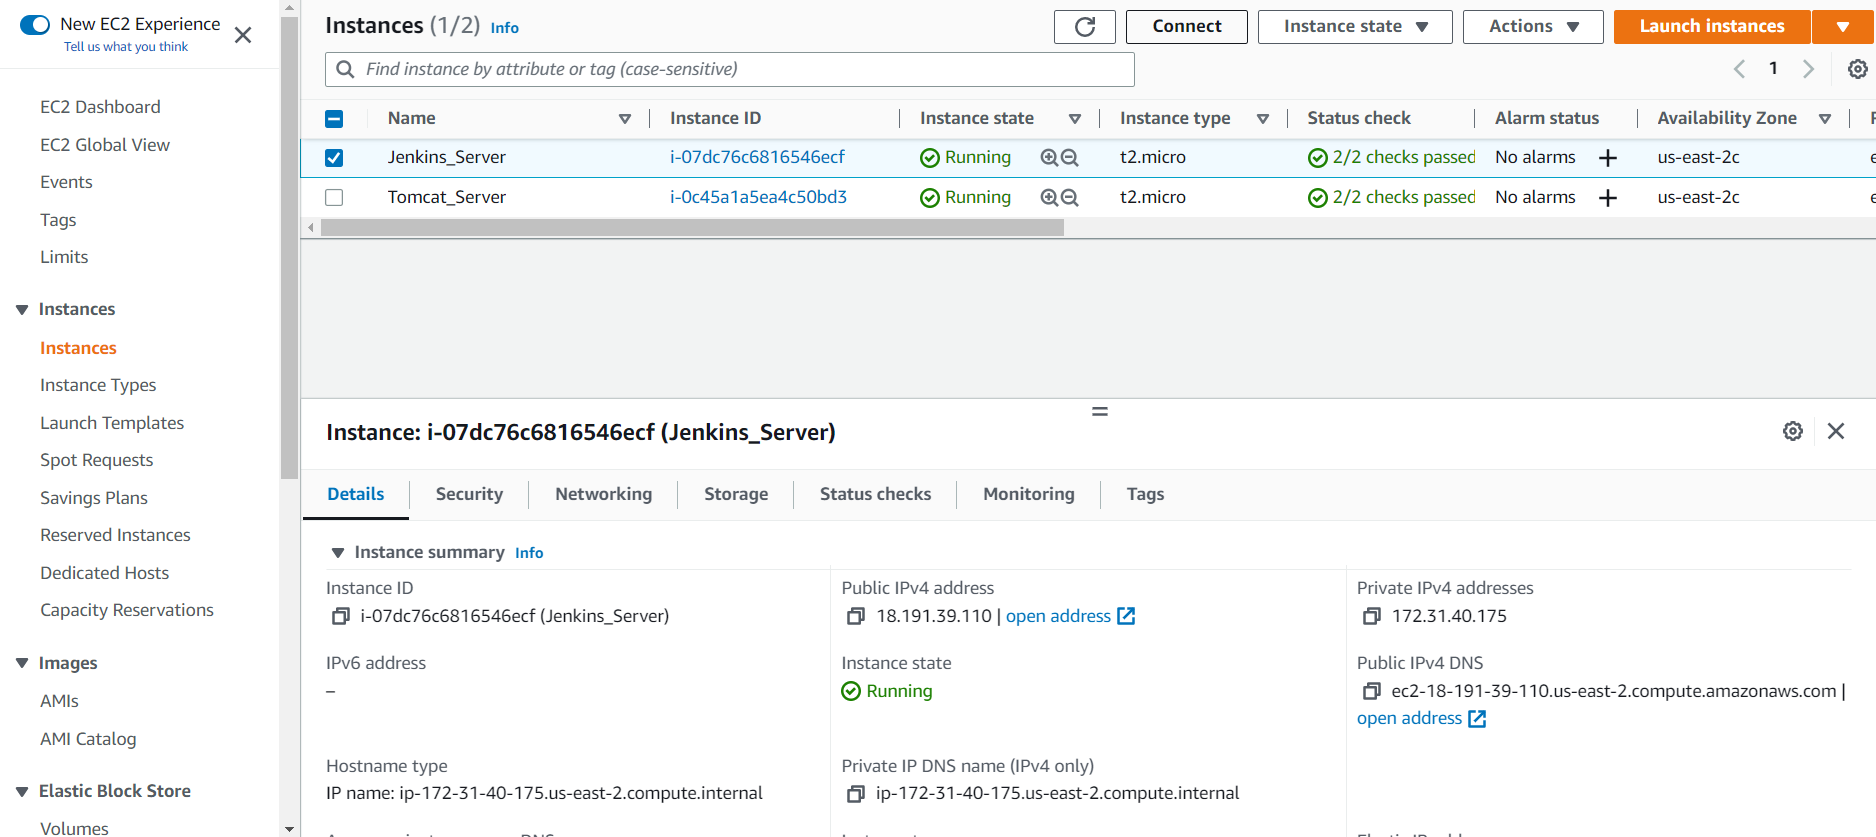 New EC2 Experience
Tell us what you think
EC2 Dashboard
EC2 Global View
Events
Tags
Limits
Instances
Instances
Instance Types
Launch Templates
Spot Requests
Savings Plans
Reserved Instances
Dedicated Hosts
Capacity Reservations
Images
AMIs
AMI Catalog
Elastic Block Store
Volumes
Instances (1/2) Info
Connect
Instance state
Actions
Launch instances
Find instance by attribute or tag (case-sensitive)
1
Name Instance ID Instance state Instance type Status check Alarm status Availability Zone
Jenkins_Server i-07dc76c6816546ecf Running t2.micro 2/2 checks passed No alarms us-east-2c
Tomcat_Server i-0c45a1a5ea4c50bd3 Running t2.micro 2/2 checks passed No alarms us-east-2c
Instance: i-07dc76c6816546ecf (Jenkins_Server)
Details Security Networking Storage Status checks Monitoring Tags
Instance summary Info
Instance ID
i-07dc76c6816546ecf (Jenkins_Server)
Public IPv4 address
18.191.39.110 | open address
Private IPv4 addresses
172.31.40.175
IPv6 address
–
Instance state
Running
Public IPv4 DNS
ec2-18-191-39-110.us-east-2.compute.amazonaws.com |
open address
Hostname type
IP name: ip-172-31-40-175.us-east-2.compute.internal
Private IP DNS name (IPv4 only)
ip-172-31-40-175.us-east-2.compute.internal